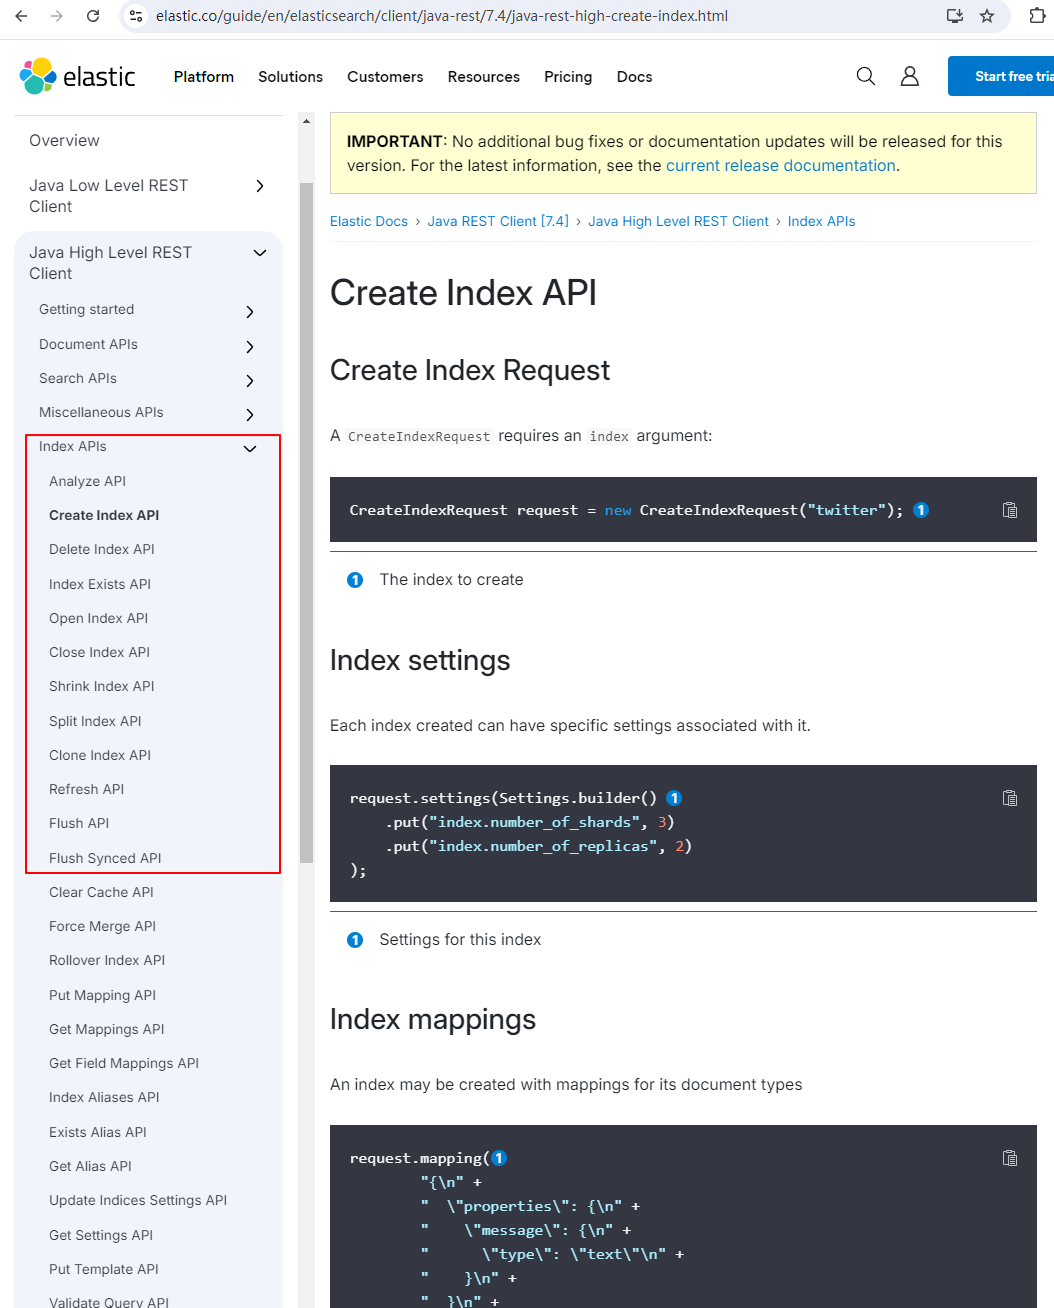 elastic.co/guide/en/elasticsearch/client/java-rest/7.4/java-rest-high-create-index.html
elastic
Platform
Solutions
Customers
Resources
Pricing
Docs
Start free tria
Overview
Java Low Level REST
Client
Java High Level REST
Client
Getting started
Document APIs
Search APIs
Miscellaneous APIs
Index APIs
Analyze API
Create Index API
Delete Index API
Index Exists API
Open Index API
Close Index API
Shrink Index API
Split Index API
Clone Index API
Refresh API
Flush API
Flush Synced API
Clear Cache API
Force Merge API
Rollover Index API
Put Mapping API
Get Mappings API
Get Field Mappings API
Index Aliases API
Exists Alias API
Get Alias API
Update Indices Settings API
Get Settings API
Put Template API
Validate Query API
IMPORTANT: No additional bug fixes or documentation updates will be released for this
version. For the latest information, see the current release documentation.
Elastic Docs › Java REST Client [7.4] › Java High Level REST Client › Index APIs
Create Index API
Create Index Request
A CreateIndexRequest requires an index argument:
CreateIndexRequest request = new CreateIndexRequest("twitter"); 1
1 The index to create
Index settings
Each index created can have specific settings associated with it.
request.settings(Settings.builder() 1
.put("index.number_of_shards", 3)
.put("index.number_of_replicas", 2)
);
1 Settings for this index
Index mappings
An index may be created with mappings for its document types
request.mapping(1
"{\n" +
"  \"properties\": {\n" +
"    \"message\": {\n" +
"      \"type\": \"text\"\n" +
"    }\n" +
"  }\n" +